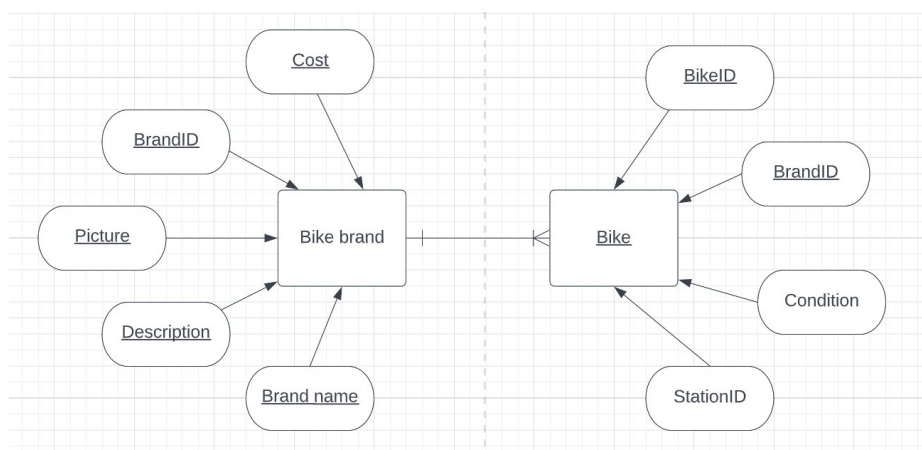 Cost
BikeID
BrandID
BrandID
Picture
Bike brand
Bike
Description
Condition
Brand name
StationID